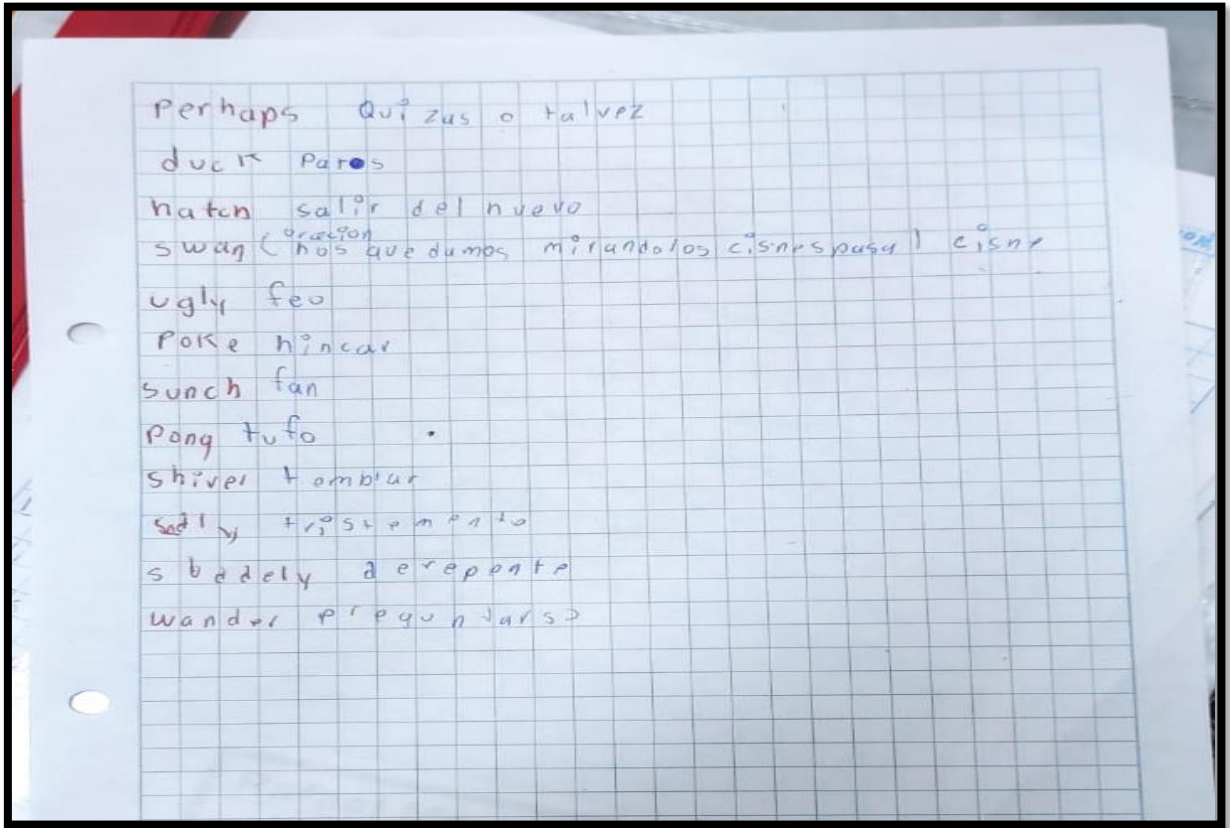 Perhaps Quizas o talvez
duck Paros
hatch salir del huevo
oracion
swan (nos quedamos mirandolos cisnes pasa) cisne
ugly feo
Poke hincar
sunch fan
Pong tufo
Shiver temblar
Sadly tristemente
sbddely derepente
wander preguntarse